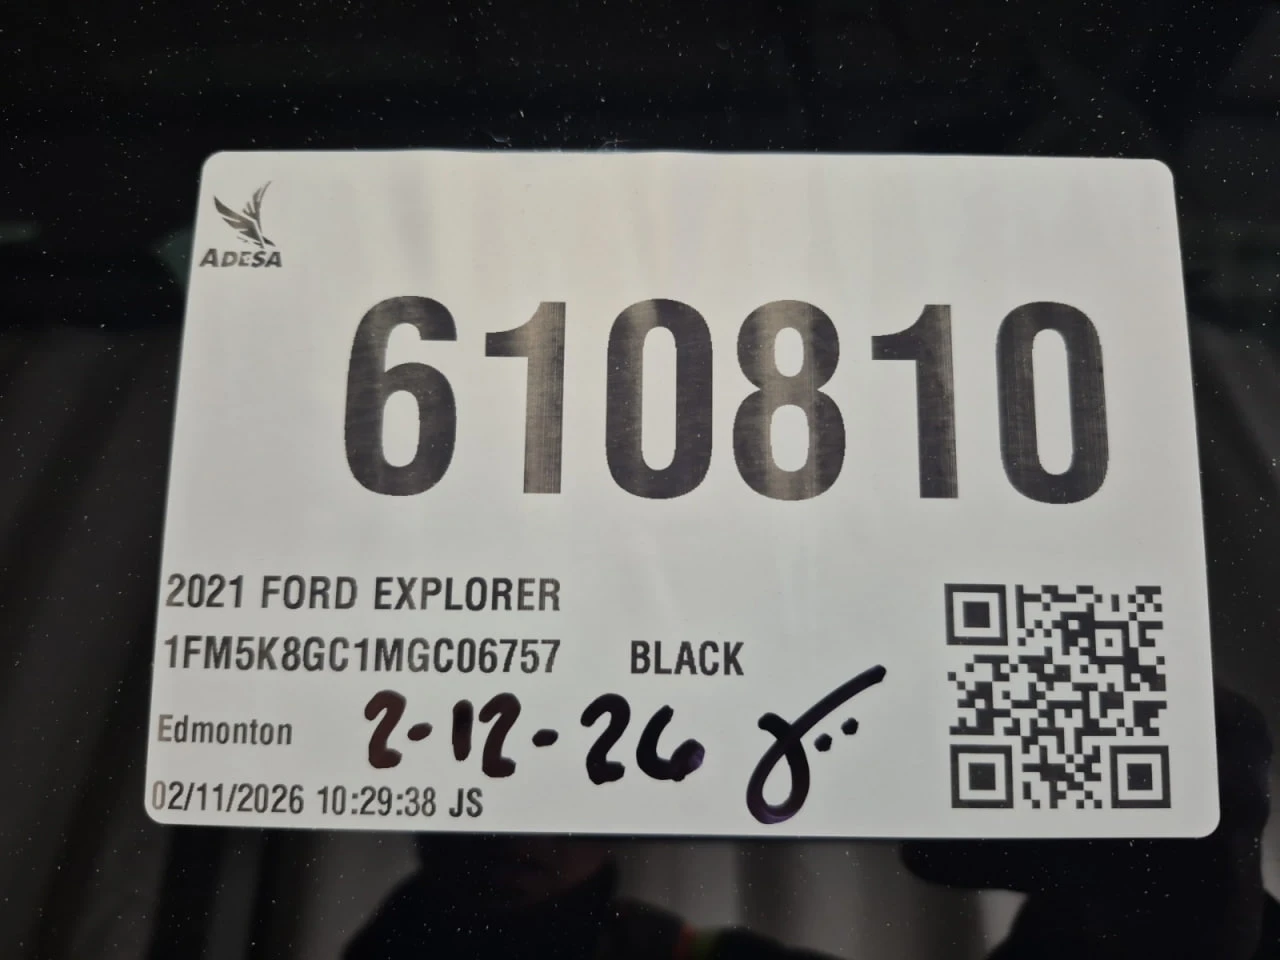 ADESA
610810
2021 FORD EXPLORER
1FM5K8GC1MGC06757 BLACK
Edmonton 2-12-26
02/11/2026 10:29:38 JS